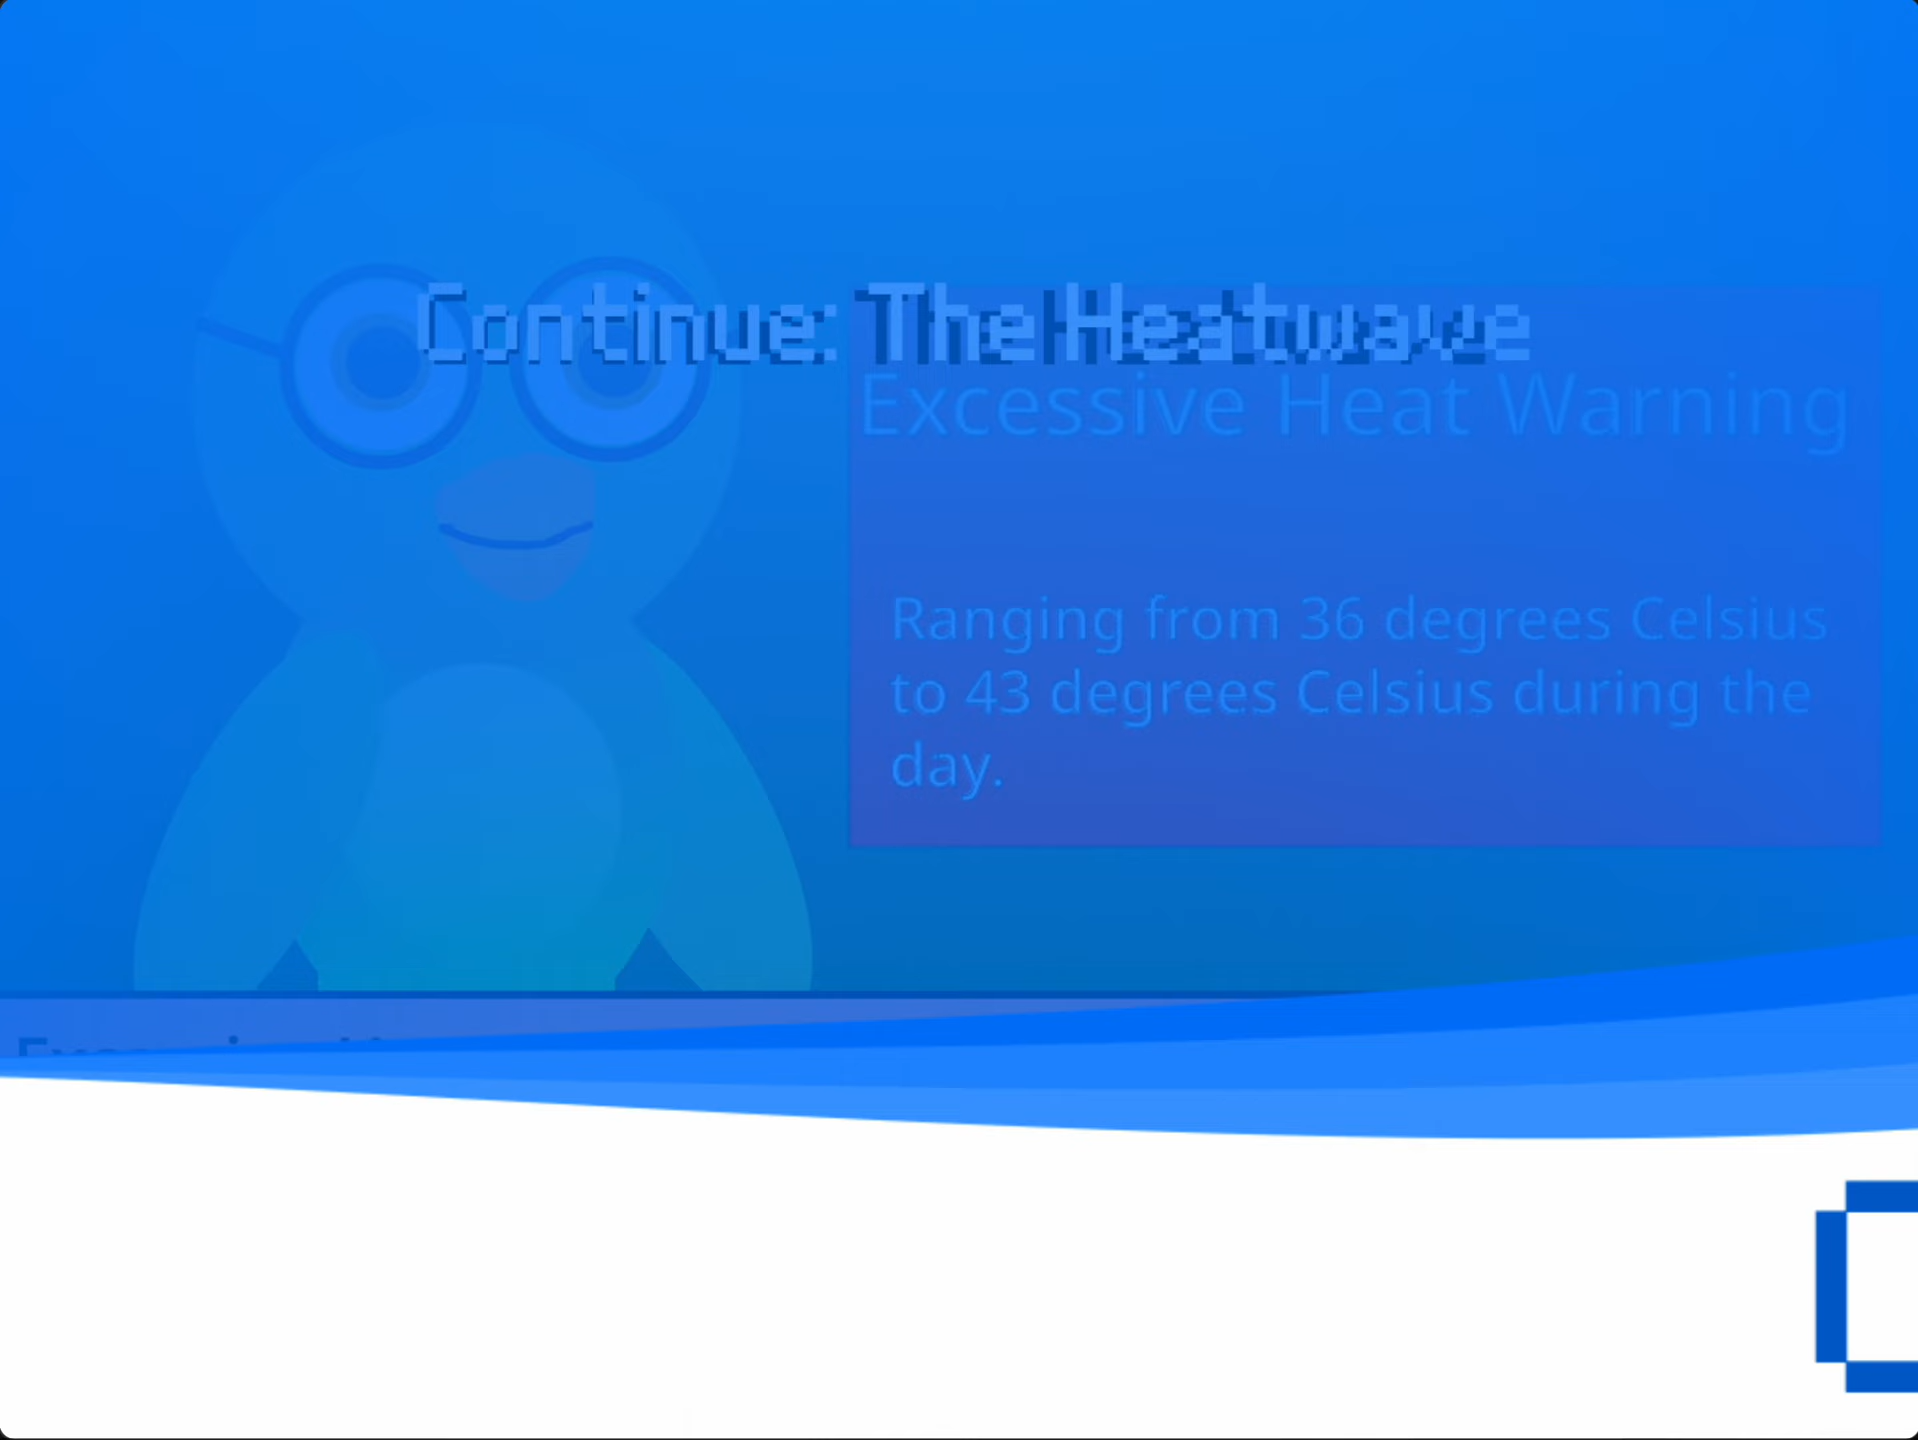 Continue: The Heatwave
Excessive Heat Warning
Ranging from 36 degrees Celsius
to 43 degrees Celsius during the
day.